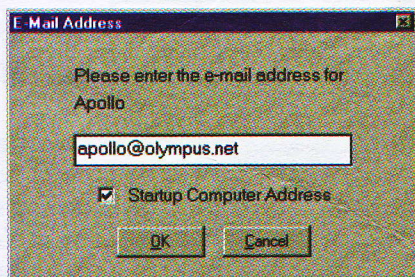 E-Mail Address
Please enter the e-mail address for
Apollo
apollo@olympus.net
Startup Computer Address
OK
Cancel